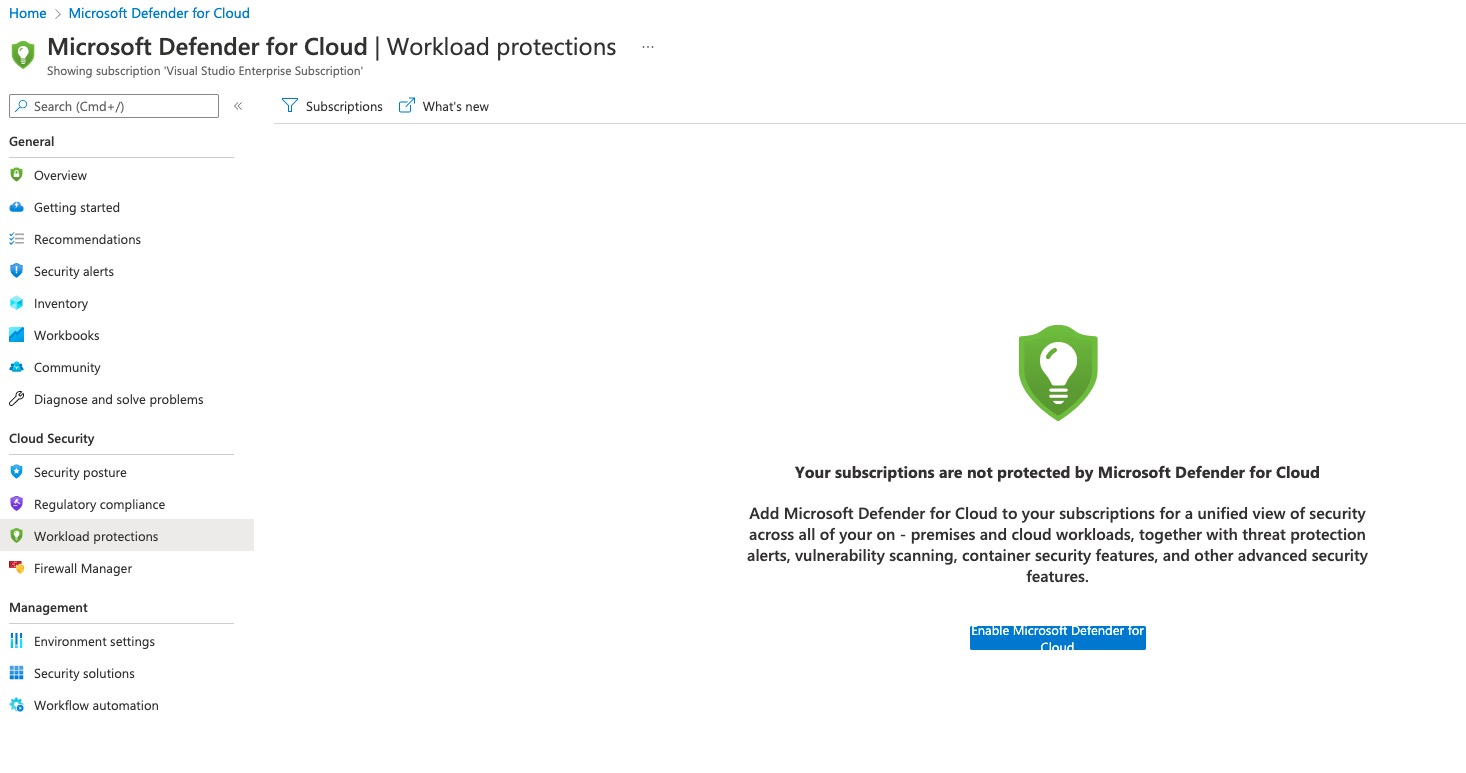 Home > Microsoft Defender for Cloud
Microsoft Defender for Cloud | Workload protections ...
Showing subscription 'Visual Studio Enterprise Subscription'
Search (Cmd+/) «
Subscriptions What's new
General
Overview
Getting started
Recommendations
Security alerts
Inventory
Workbooks
Community
Diagnose and solve problems
Cloud Security
Security posture
Regulatory compliance
Workload protections
Firewall Manager
Management
Environment settings
Security solutions
Workflow automation
Your subscriptions are not protected by Microsoft Defender for Cloud
Add Microsoft Defender for Cloud to your subscriptions for a unified view of security
across all of your on - premises and cloud workloads, together with threat protection
alerts, vulnerability scanning, container security features, and other advanced security
features.
Enable Microsoft Defender for
Cloud